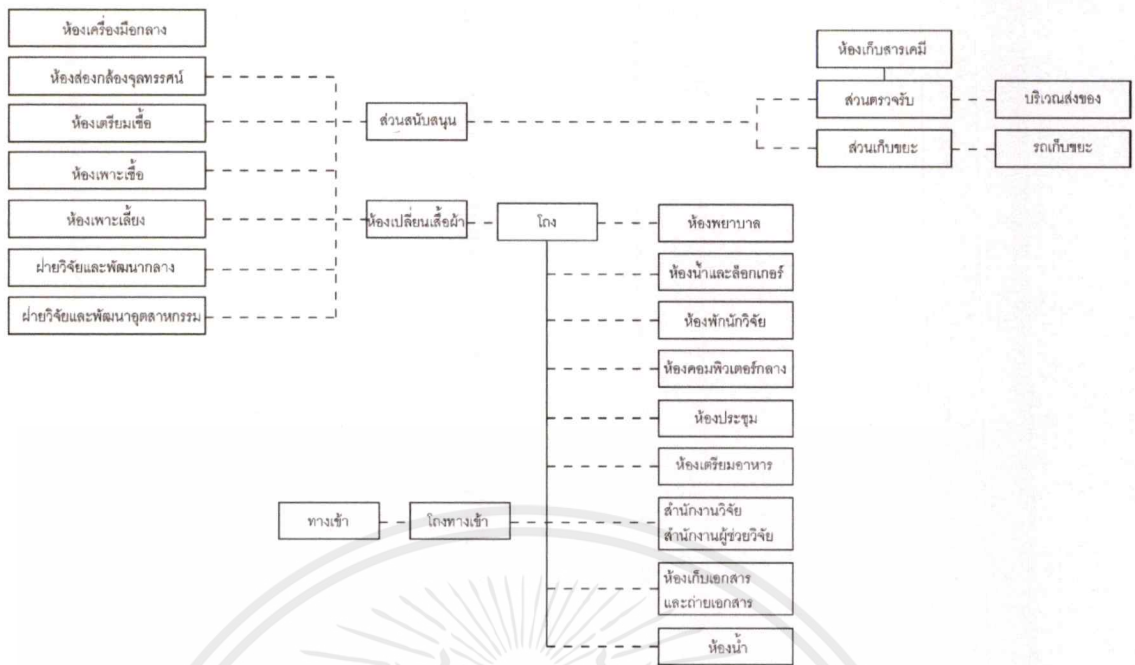 ห้องเครื่องมือกลาง
ห้องส่องกล้องจุลทรรศน์
ห้องเตรียมเชื้อ
ห้องเพาะเชื้อ
ห้องเพาะเลี้ยง
ฝ่ายวิจัยและพัฒนากลาง
ฝ่ายวิจัยและพัฒนาอุตสาหกรรม
ส่วนสนับสนุน
ห้องเปลี่ยนเสื้อผ้า
โถง
ห้องเก็บสารเคมี
ส่วนตรวจรับ
บริเวณส่งของ
ส่วนเก็บขยะ
รถเก็บขยะ
ห้องพยาบาล
ห้องน้ำและล็อกเกอร์
ห้องพักนักวิจัย
ห้องคอมพิวเตอร์กลาง
ห้องประชุม
ห้องเตรียมอาหาร
ทางเข้า
โถงทางเข้า
สำนักงานวิจัย
สำนักงานผู้ช่วยวิจัย
ห้องเก็บเอกสาร
และถ่ายเอกสาร
ห้องน้ำ